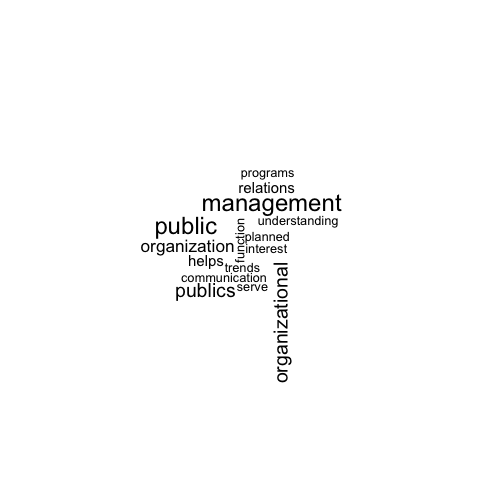 programs
relations
management
public
understanding
function
planned
organization
interest
helps
trends
organizational
communication
publics
serve